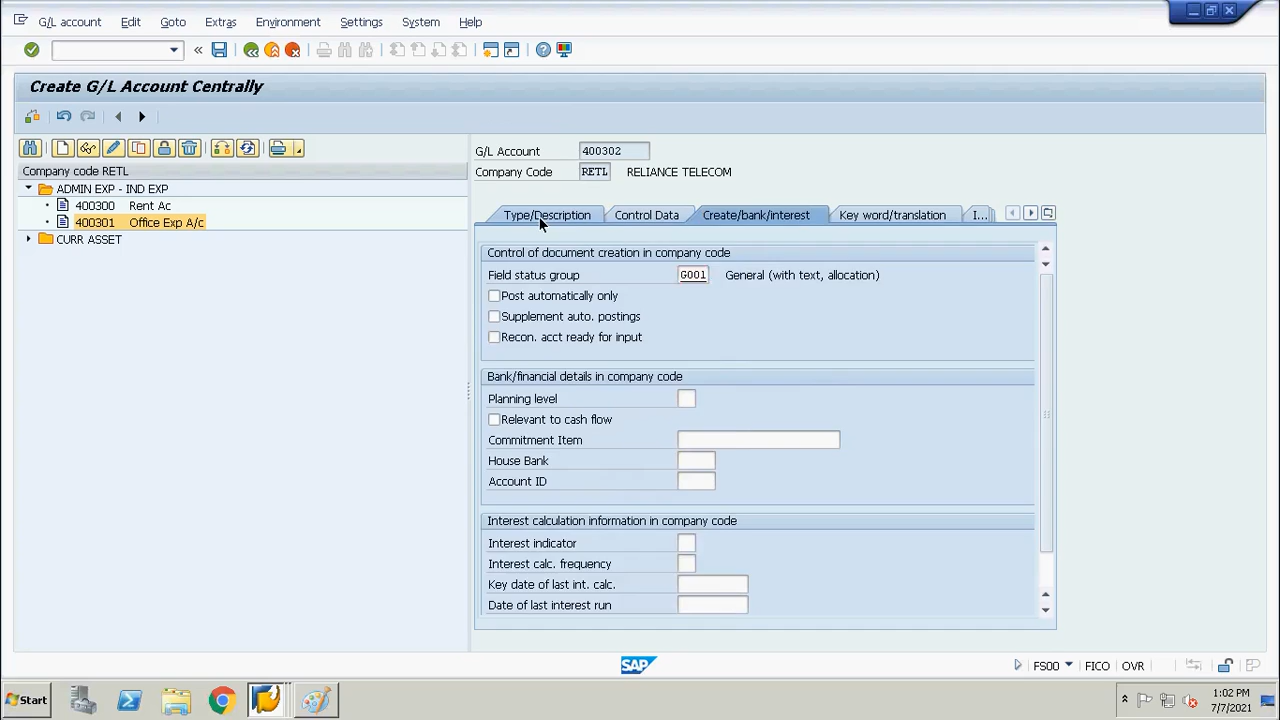 G/L account Edit Goto Extras Environment Settings System Help
Create G/L Account Centrally
Company code RETL
ADMIN EXP - IND EXP
400300 Rent Ac
400301 Office Exp A/c
CURR ASSET
G/L Account 400302
Company Code RETL RELIANCE TELECOM
Type/Description Control Data Create/bank/interest Key word/translation I...
Control of document creation in company code
Field status group G001 General (with text, allocation)
Post automatically only
Supplement auto. postings
Recon. acct ready for input
Bank/financial details in company code
Planning level
Relevant to cash flow
Commitment Item
House Bank
Account ID
Interest calculation information in company code
Interest indicator
Interest calc. frequency
Key date of last int. calc.
Date of last interest run
SAP
FS00 FICO OVR
Start
1:02 PM
7/7/2021